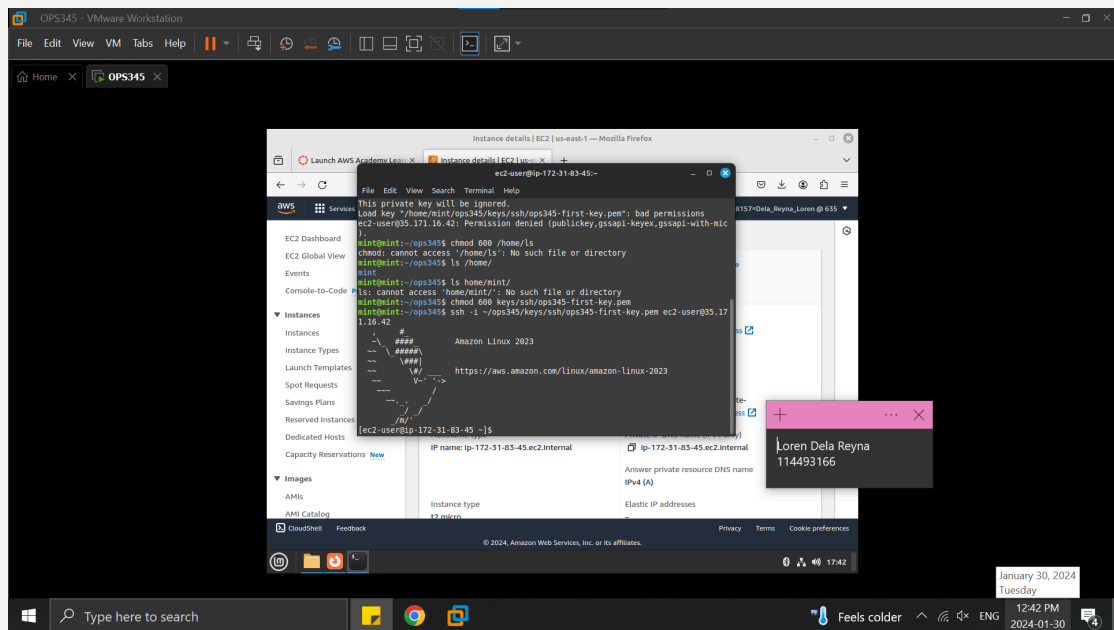 OPS345 - VMware Workstation
File Edit View VM Tabs Help
Home
OPS345
Instance details | EC2 | us-east-1 — Mozilla Firefox
Launch AWS Academy Lear
Instance details | EC2 | us-e
ec2-user@ip-172-31-83-45:~
File Edit View Search Terminal Help
aws
Services
8157=Dela_Reyna_Loren @ 635
This private key will be ignored.
Load key "/home/mint/ops345/keys/ssh/ops345-first-key.pem": bad permissions
ec2-user@35.171.16.42: Permission denied (publickey,gssapi-keyex,gssapi-with-mic
).
mint@mint:~/ops345$ chmod 600 /home/ls
chmod: cannot access '/home/ls': No such file or directory
mint@mint:~/ops345$ ls /home/
mint
mint@mint:~/ops345$ ls home/mint/
ls: cannot access 'home/mint/': No such file or directory
mint@mint:~/ops345$ chmod 600 keys/ssh/ops345-first-key.pem
mint@mint:~/ops345$ ssh -i ~/ops345/keys/ssh/ops345-first-key.pem ec2-user@35.17
1.16.42
   ,     #_
   ~\_  ####_        Amazon Linux 2023
  ~~  \_#####\
  ~~     \###|
  ~~       \#/ ___   https://aws.amazon.com/linux/amazon-linux-2023
   ~~       V~' '->
    ~~~         /
      ~~._.   _/
         _/ _/
       _/m/'
[ec2-user@ip-172-31-83-45 ~]$
EC2 Dashboard
EC2 Global View
Events
Console-to-Code
Instances
Instances
Instance Types
Launch Templates
Spot Requests
Savings Plans
Reserved Instances
Dedicated Hosts
Capacity Reservations New
Images
AMIs
AMI Catalog
IP name: ip-172-31-83-45.ec2.internal
ip-172-31-83-45.ec2.internal
Answer private resource DNS name
IPv4 (A)
Instance type
t2.micro
Elastic IP addresses
–
Loren Dela Reyna
114493166
CloudShell Feedback
Privacy Terms Cookie preferences
© 2024, Amazon Web Services, Inc. or its affiliates.
17:42
January 30, 2024
Tuesday
Type here to search
Feels colder
ENG
12:42 PM
2024-01-30
4